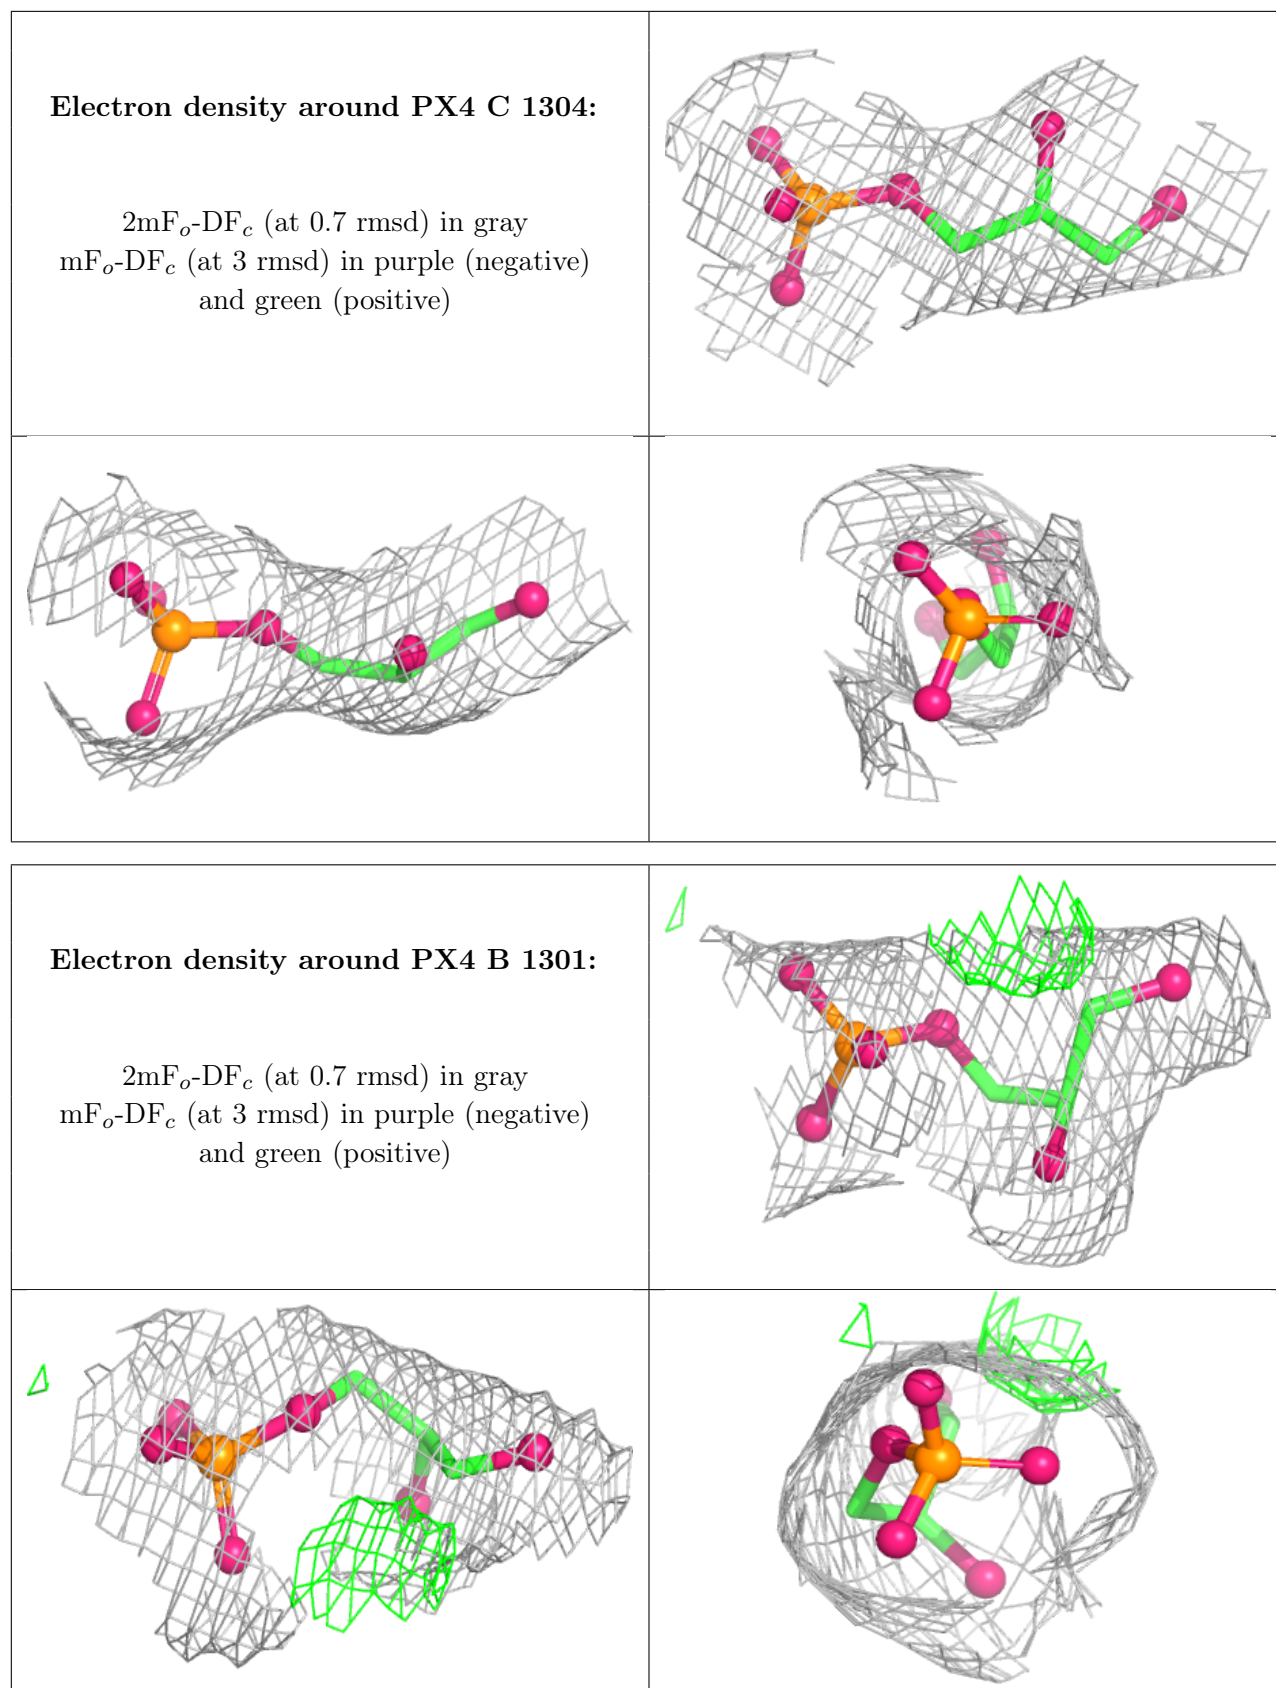 Electron density around PX4 C 1304:
2mFo-DFc (at 0.7 rmsd) in gray
mFo-DFc (at 3 rmsd) in purple (negative)
and green (positive)
Electron density around PX4 B 1301:
2mFo-DFc (at 0.7 rmsd) in gray
mFo-DFc (at 3 rmsd) in purple (negative)
and green (positive)